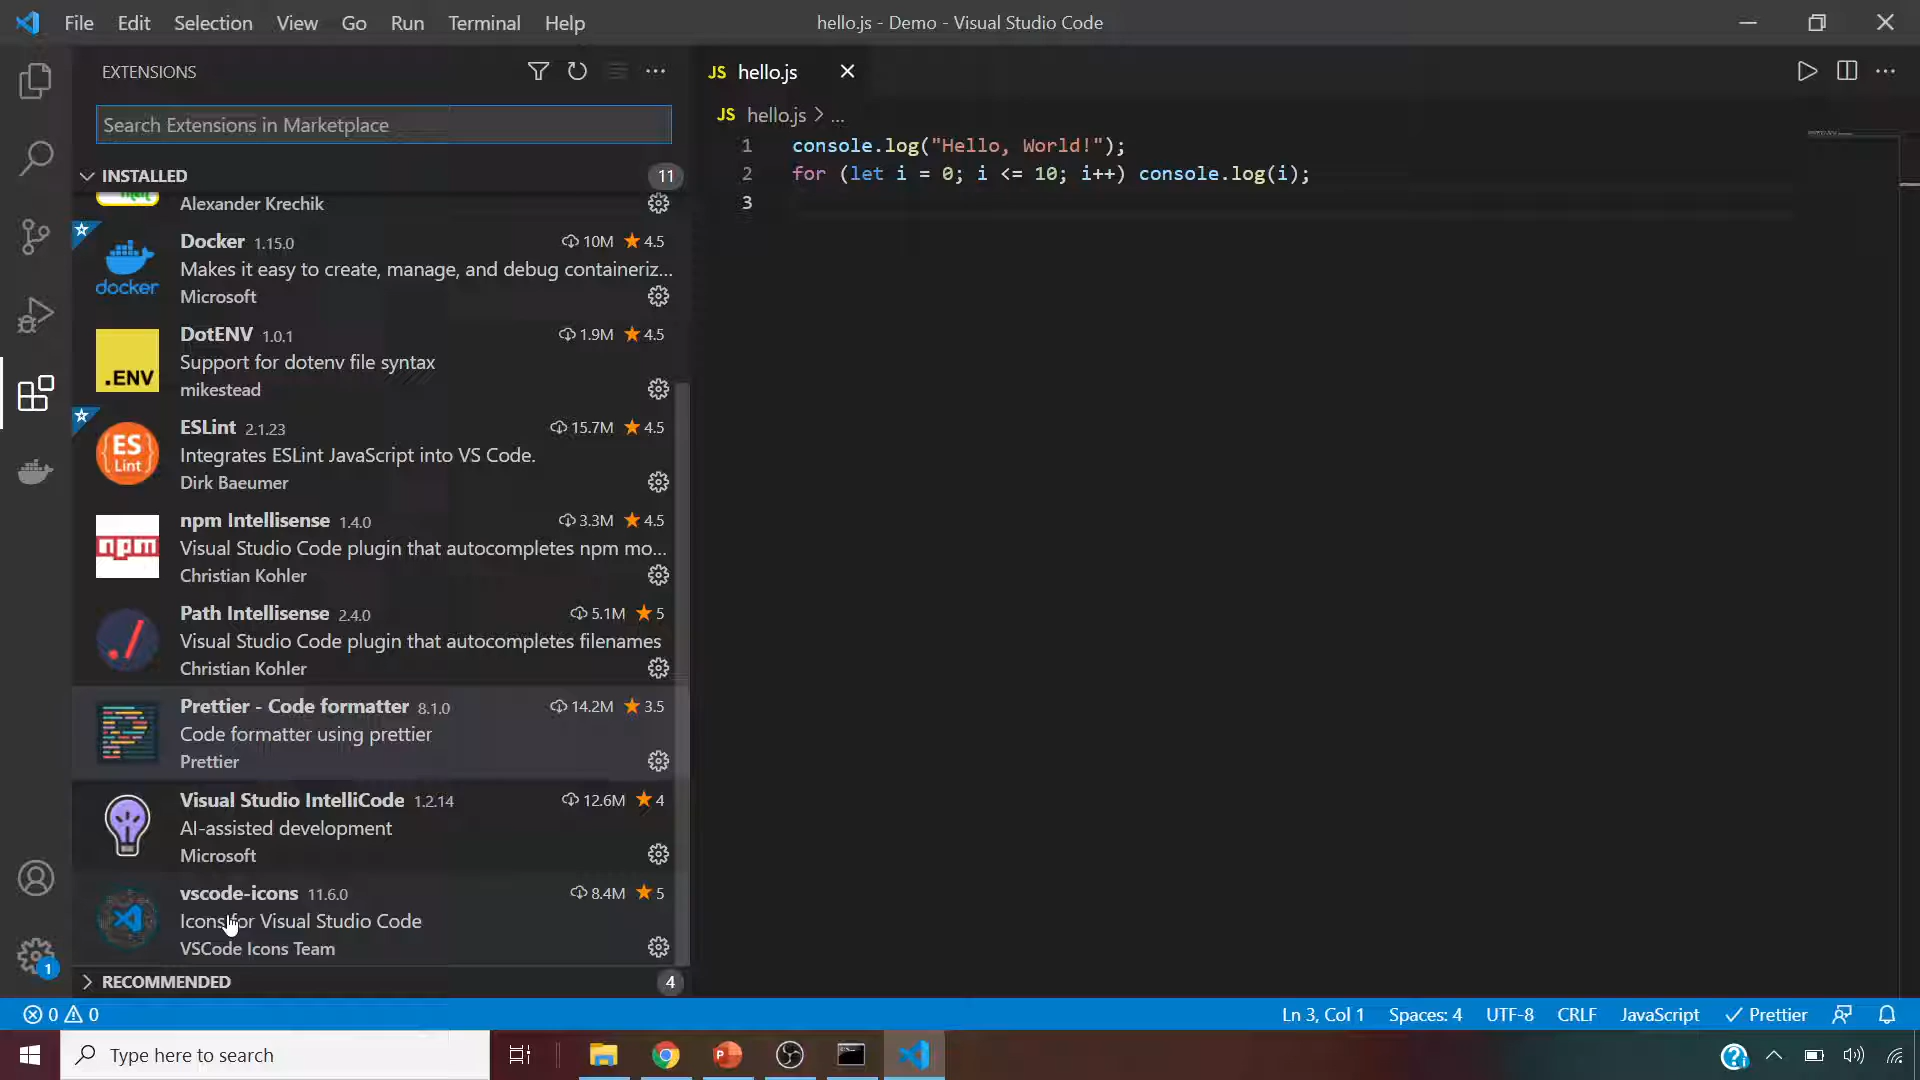 File Edit Selection View Go Run Terminal Help
hello.js - Demo - Visual Studio Code
EXTENSIONS
Search Extensions in Marketplace
INSTALLED 11
Alexander Krechik
Docker 1.15.0 10M 4.5
Makes it easy to create, manage, and debug containeriz...
docker
Microsoft
DotENV 1.0.1 1.9M 4.5
Support for dotenv file syntax
.ENV
mikestead
ESLint 2.1.23 15.7M 4.5
ES
Lint
Integrates ESLint JavaScript into VS Code.
Dirk Baeumer
npm Intellisense 1.4.0 3.3M 4.5
npm
Visual Studio Code plugin that autocompletes npm mo...
Christian Kohler
Path Intellisense 2.4.0 5.1M 5
Visual Studio Code plugin that autocompletes filenames
Christian Kohler
Prettier - Code formatter 8.1.0 14.2M 3.5
Code formatter using prettier
Prettier
Visual Studio IntelliCode 1.2.14 12.6M 4
AI-assisted development
Microsoft
vscode-icons 11.6.0 8.4M 5
Icons for Visual Studio Code
VSCode Icons Team
RECOMMENDED 4
1
JS hello.js
JS hello.js > ...
1 console.log("Hello, World!");
2 for (let i = 0; i <= 10; i++) console.log(i);
3
0 0
Ln 3, Col 1 Spaces: 4 UTF-8 CRLF JavaScript Prettier
Type here to search